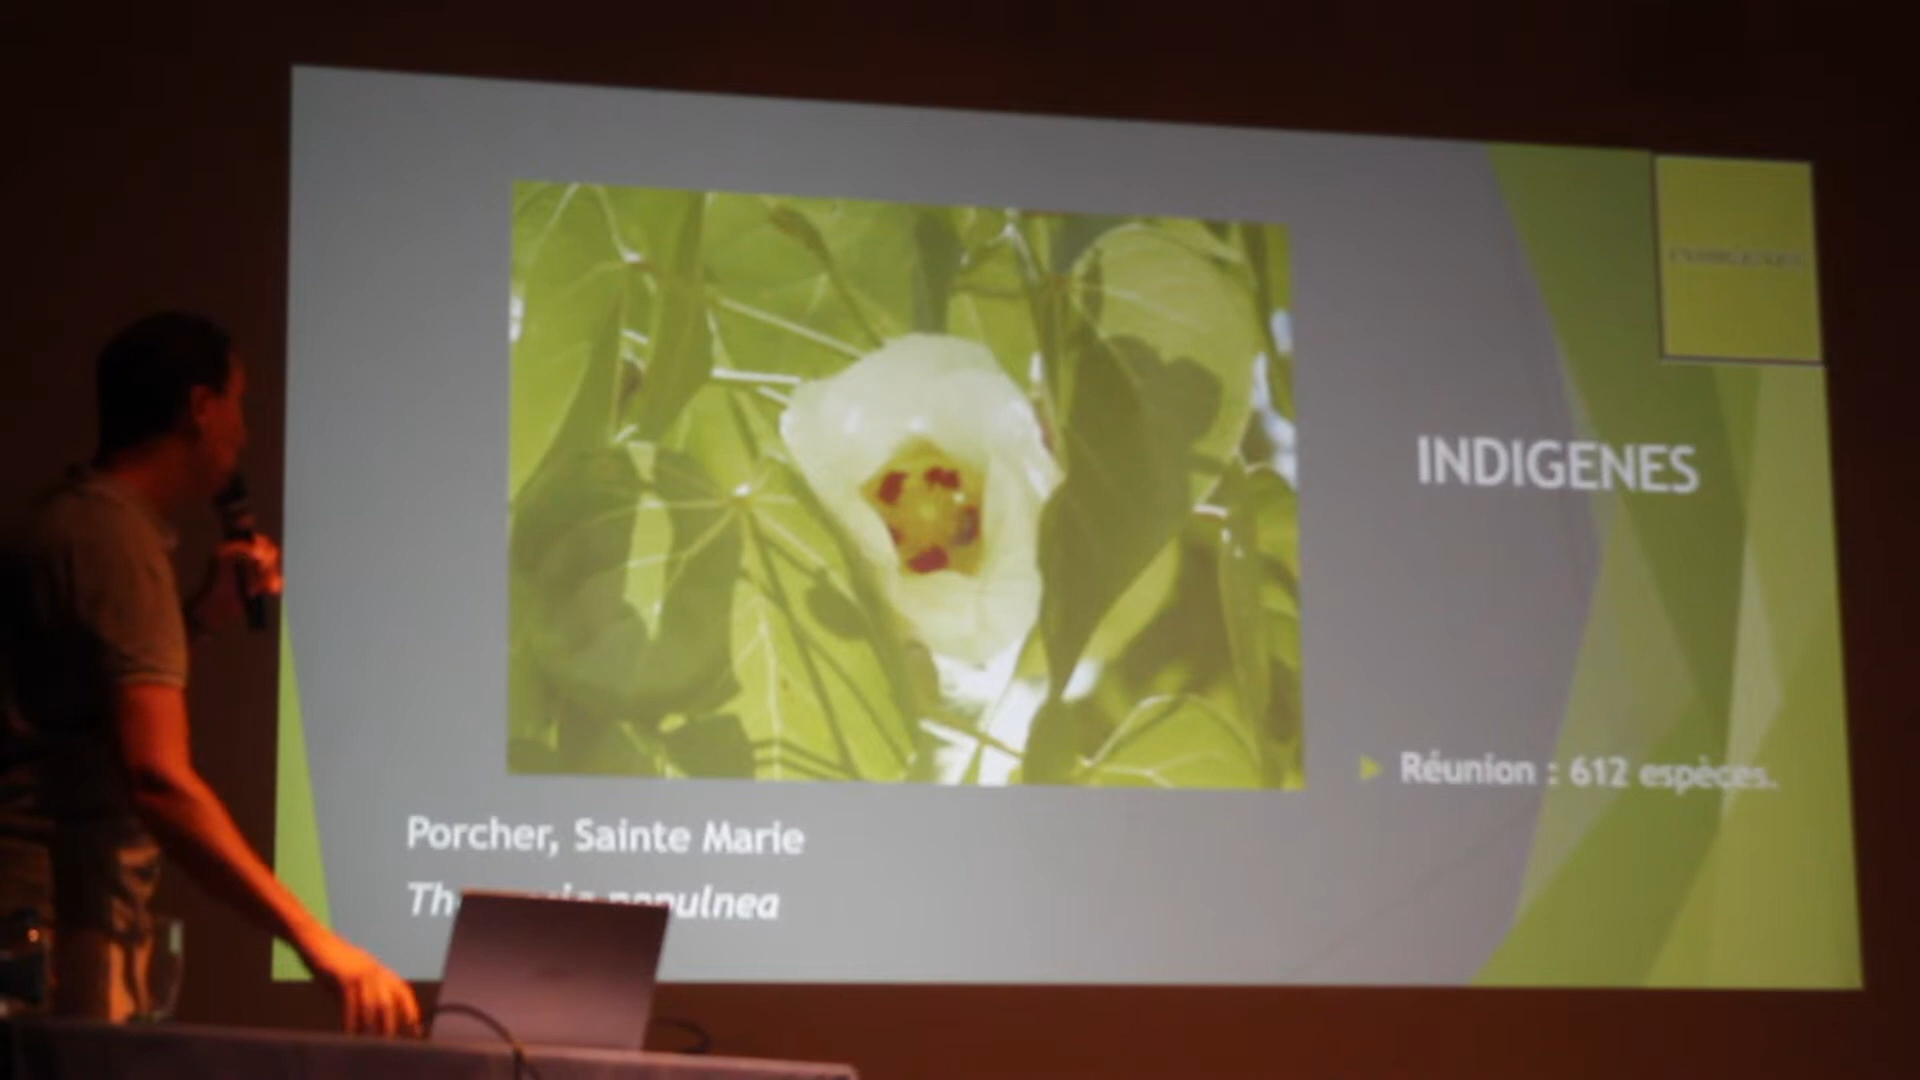 INDIGENES
Réunion : 612 espèces.
Porcher, Sainte Marie